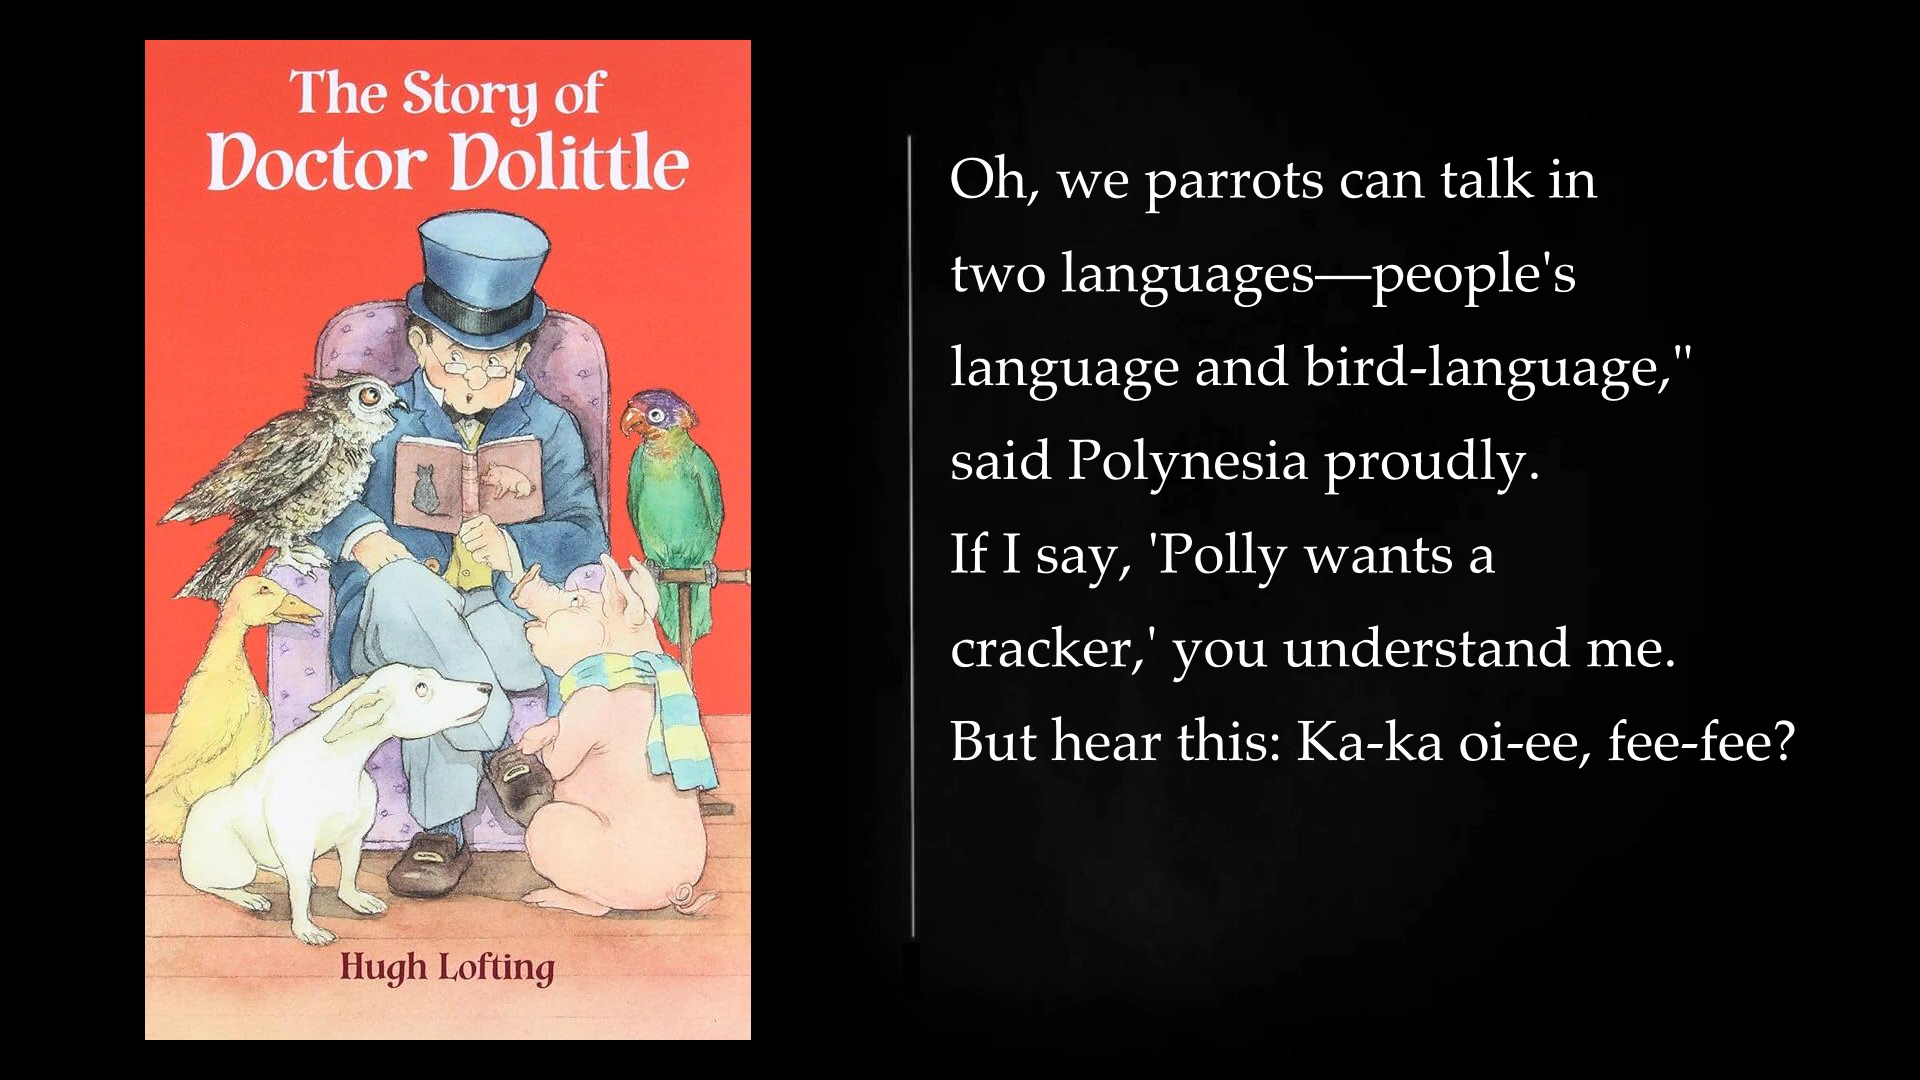 The Story of
Doctor Dolittle
Hugh Lofting
Oh, we parrots can talk in
two languages—people's
language and bird-language,"
said Polynesia proudly.
If I say, 'Polly wants a
cracker,' you understand me.
But hear this: Ka-ka oi-ee, fee-fee?